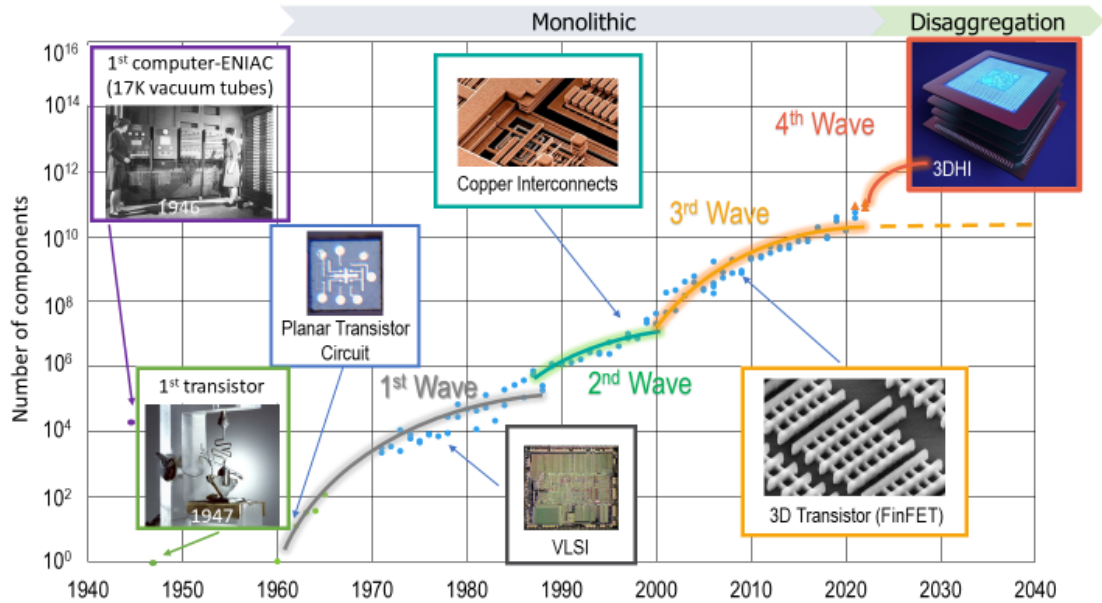 Monolithic
Disaggregation
Number of components
10^16
10^14
10^12
10^10
10^8
10^6
10^4
10^2
10^0
1940
1950
1960
1970
1980
1990
2000
2010
2020
2030
2040
1st computer-ENIAC
(17K vacuum tubes)
1946
1st transistor
1947
Planar Transistor
Circuit
1st Wave
VLSI
Copper Interconnects
2nd Wave
3rd Wave
3D Transistor (FinFET)
4th Wave
3DHI